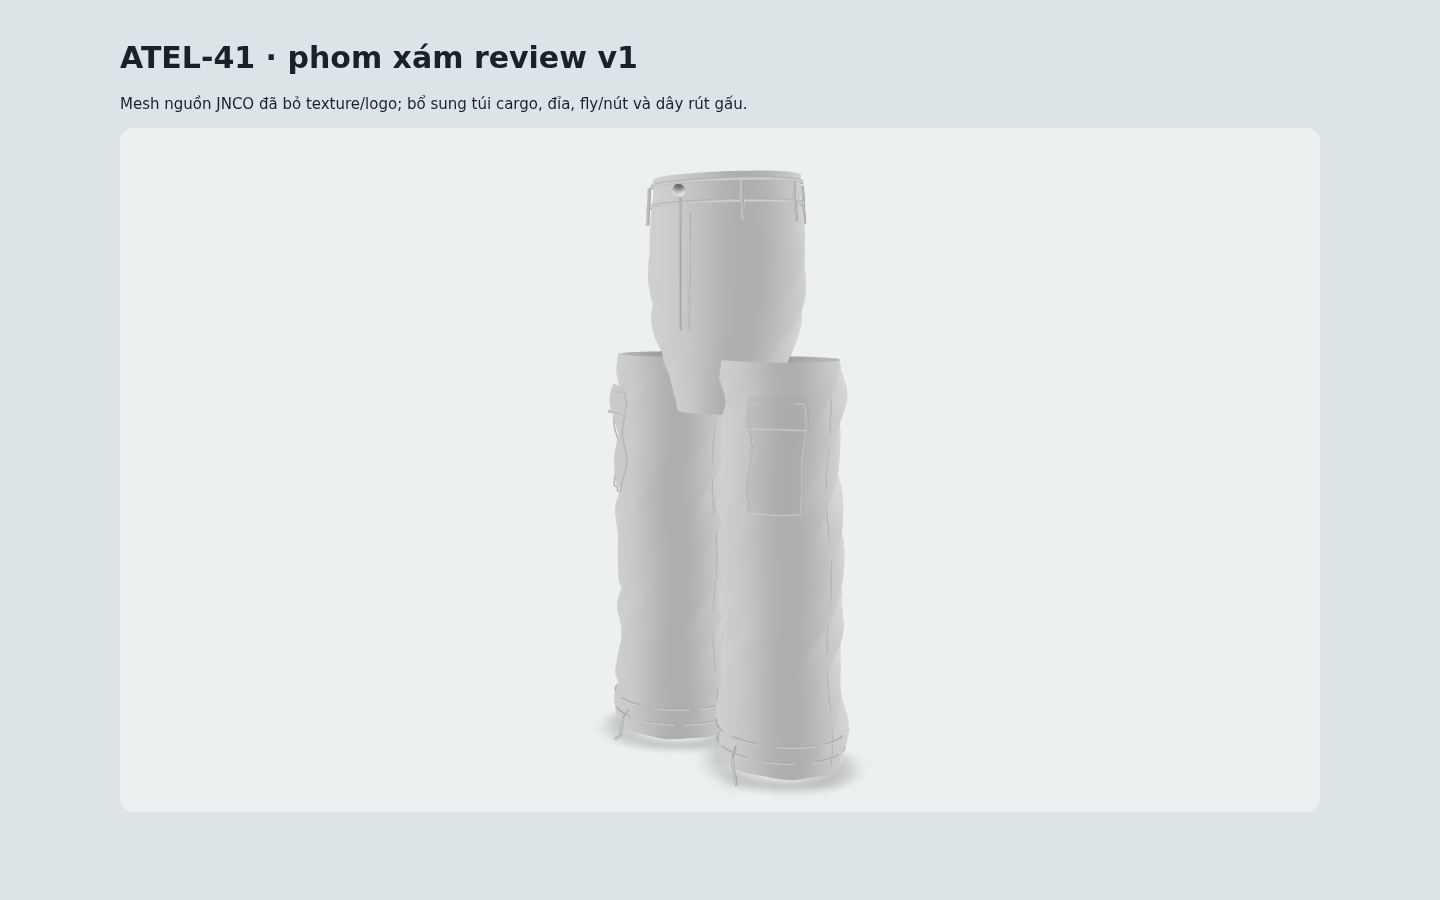 ATEL-41 · phom xám review v1
Mesh nguồn JNCO đã bỏ texture/logo; bổ sung túi cargo, đỉa, fly/nút và dây rút gấu.